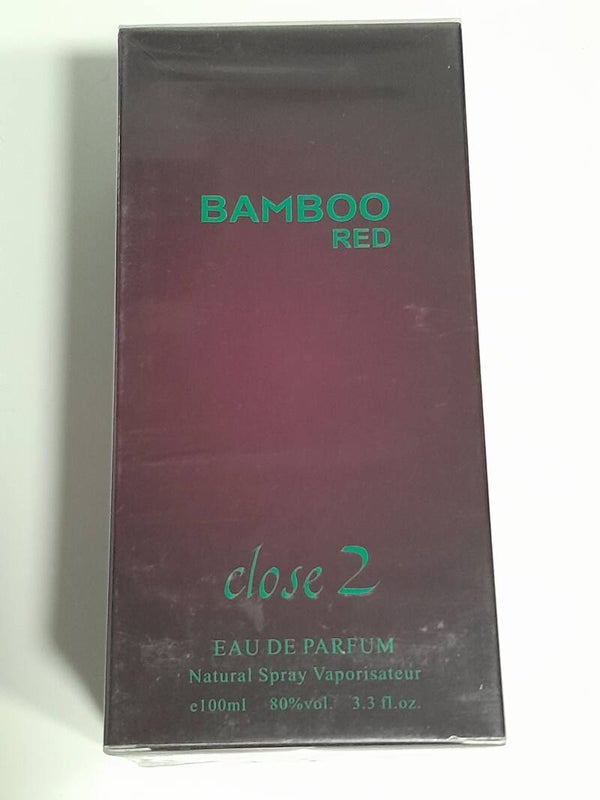 BAMBOO
RED
close 2
EAU DE PARFUM
Natural Spray Vaporisateur
e100ml 80%vol. 3.3 fl.oz.